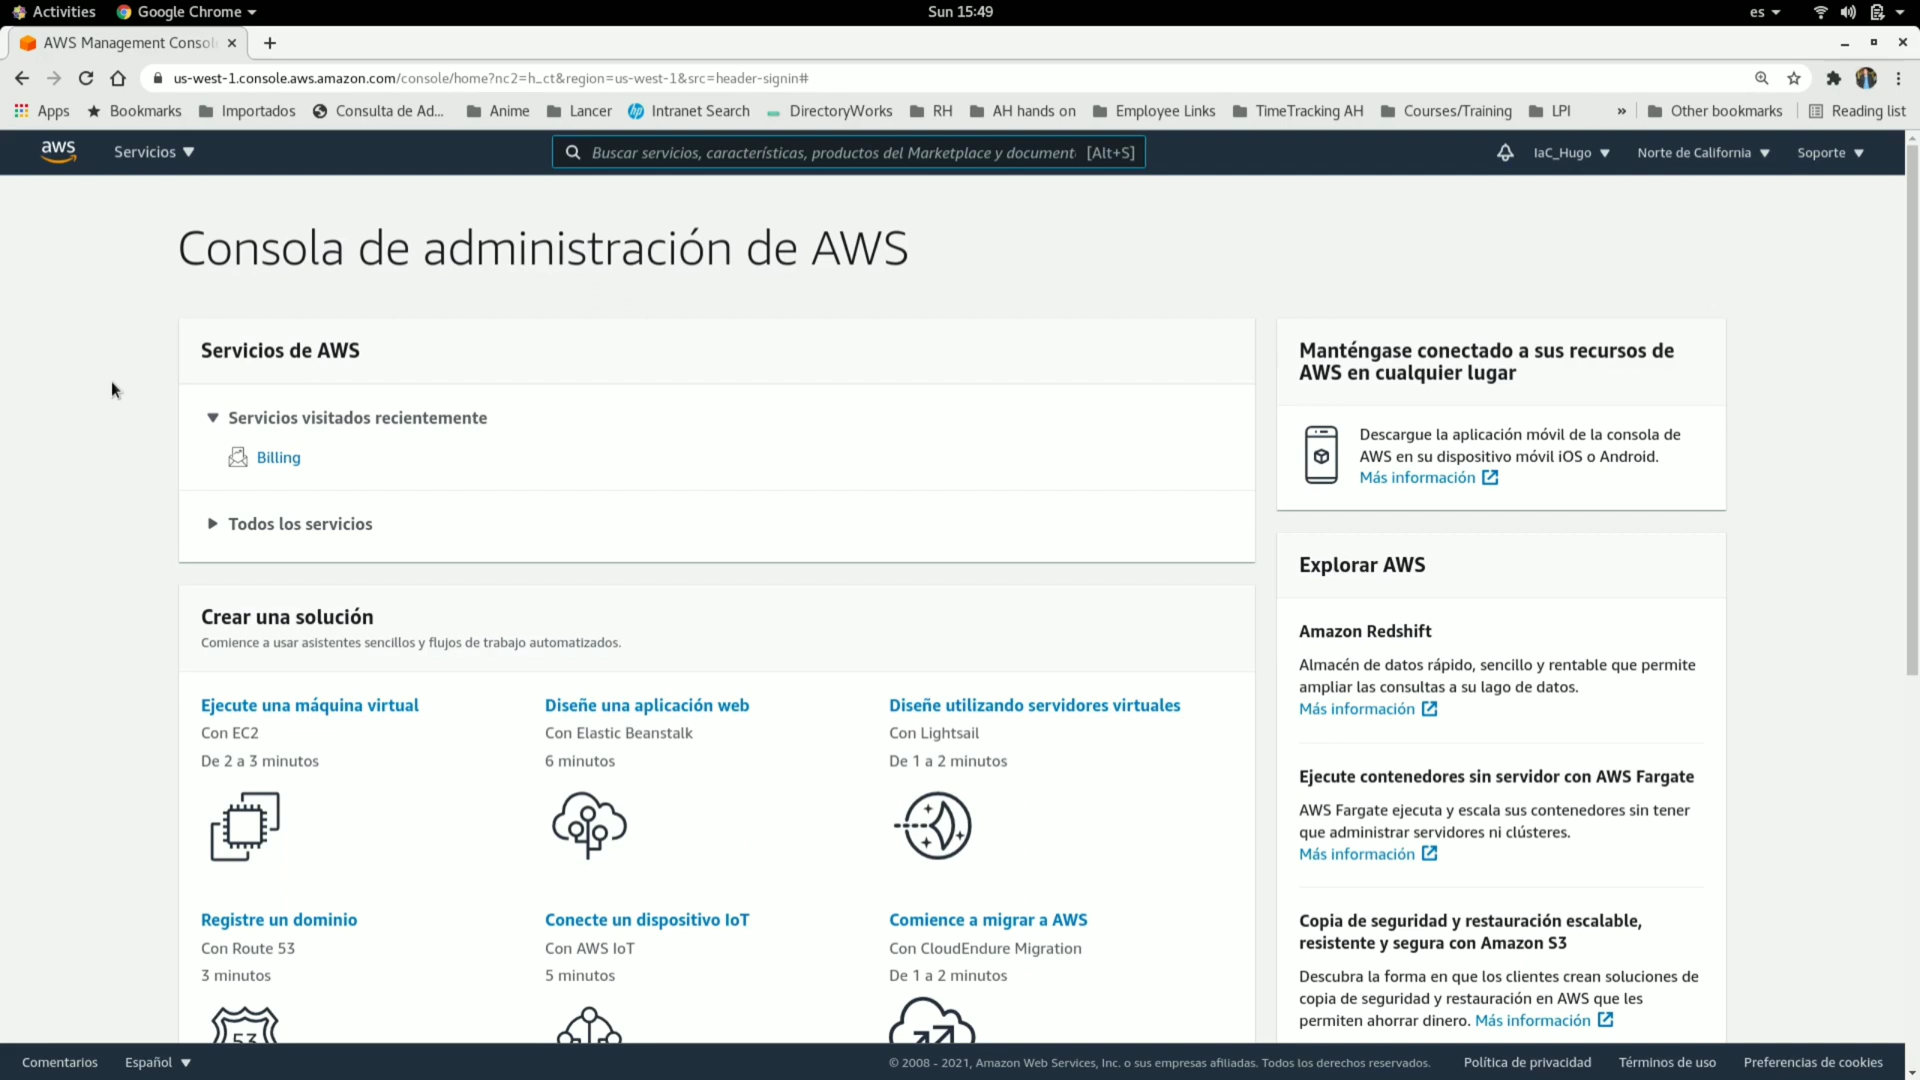 Activities Google Chrome Sun 15:49 es
AWS Management Consol
us-west-1.console.aws.amazon.com/console/home?nc2=h_ct&region=us-west-1&src=header-signin#
Apps Bookmarks Importados Consulta de Ad... Anime Lancer Intranet Search DirectoryWorks RH AH hands on Employee Links TimeTracking AH Courses/Training LPI » Other bookmarks Reading list
aws Servicios Buscar servicios, características, productos del Marketplace y document [Alt+S] IaC_Hugo Norte de California Soporte
Consola de administración de AWS
Servicios de AWS
Servicios visitados recientemente
Billing
Todos los servicios
Crear una solución
Comience a usar asistentes sencillos y flujos de trabajo automatizados.
Ejecute una máquina virtual
Con EC2
De 2 a 3 minutos
Diseñe una aplicación web
Con Elastic Beanstalk
6 minutos
Diseñe utilizando servidores virtuales
Con Lightsail
De 1 a 2 minutos
Registre un dominio
Con Route 53
3 minutos
53
Conecte un dispositivo IoT
Con AWS IoT
5 minutos
Comience a migrar a AWS
Con CloudEndure Migration
De 1 a 2 minutos
Manténgase conectado a sus recursos de
AWS en cualquier lugar
Descargue la aplicación móvil de la consola de
AWS en su dispositivo móvil iOS o Android.
Más información
Explorar AWS
Amazon Redshift
Almacén de datos rápido, sencillo y rentable que permite
ampliar las consultas a su lago de datos.
Más información
Ejecute contenedores sin servidor con AWS Fargate
AWS Fargate ejecuta y escala sus contenedores sin tener
que administrar servidores ni clústeres.
Más información
Copia de seguridad y restauración escalable,
resistente y segura con Amazon S3
Descubra la forma en que los clientes crean soluciones de
copia de seguridad y restauración en AWS que les
permiten ahorrar dinero. Más información
Comentarios Español © 2008 - 2021, Amazon Web Services, Inc. o sus empresas afiliadas. Todos los derechos reservados. Política de privacidad Términos de uso Preferencias de cookies